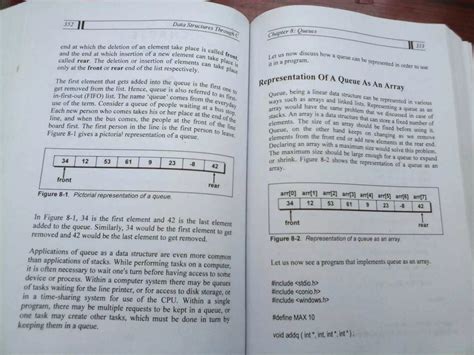 352
Data Structures Through C
end at which the deletion of an element take place is called front,
and the end at which insertion of a new element can take place is
called rear. The deletion or insertion of elements can take place
only at the front or rear end of the list respectively.
The first element that gets added into the queue is the first one to
get removed from the list. Hence, queue is also referred to as first-
in-first-out (FIFO) list. The name 'queue' comes from the everyday
use of the term. Consider a queue of people waiting at a bus stop.
Each new person who comes takes his or her place at the end of the
line, and when the bus comes, the people at the front of the line
board first. The first person in the line is the first person to leave.
Figure 8-1 gives a pictorial representation of a queue.
34 12 53 61 9 23 -8 42
front
rear
Figure 8-1. Pictorial representation of a queue.
In Figure 8-1, 34 is the first element and 42 is the last element
added to the queue. Similarly, 34 would be the first element to get
removed and 42 would be the last element to get removed.
Applications of queue as a data structure are even more common
than applications of stacks. While performing tasks on a computer,
it is often necessary to wait one's turn before having access to some
device or process. Within a computer system there may be queues
of tasks waiting for the line printer, or for access to disk storage, or
in a time-sharing system for use of the CPU. Within a single
program, there may be multiple requests to be kept in a queue, or
one task may create other tasks, which must be done in turn by
keeping them in a queue.
Chapter 8: Queues
353
Let us now discuss how a queue can be represented in order to use
it in a program.
Representation Of A Queue As An Array
Queue, being a linear data structure can be represented in various
ways such as arrays and linked lists. Representing a queue as an
array would have the same problem that we discussed in case of
stacks. An array is a data structure that can store a fixed number of
elements. The size of an array should be fixed before using it.
Queue, on the other hand keeps on changing as we remove
elements from the front end or add new elements at the rear end.
Declaring an array with a maximum size would solve this problem.
The maximum size should be large enough for a queue to expand
or shrink. Figure 8-2 shows the representation of a queue as an
array.
arr[0] arr[1] arr[2] arr[3] arr[4] arr[5] arr[6] arr[7]
34 12 53 61 9 23 -8 42
front
rear
Figure 8-2. Representation of a queue as an array.
Let us now see a program that implements queue as an array.
#include <stdio.h>
#include <conio.h>
#include <windows.h>
#define MAX 10
void addq ( int *, int, int *, int * ) ;